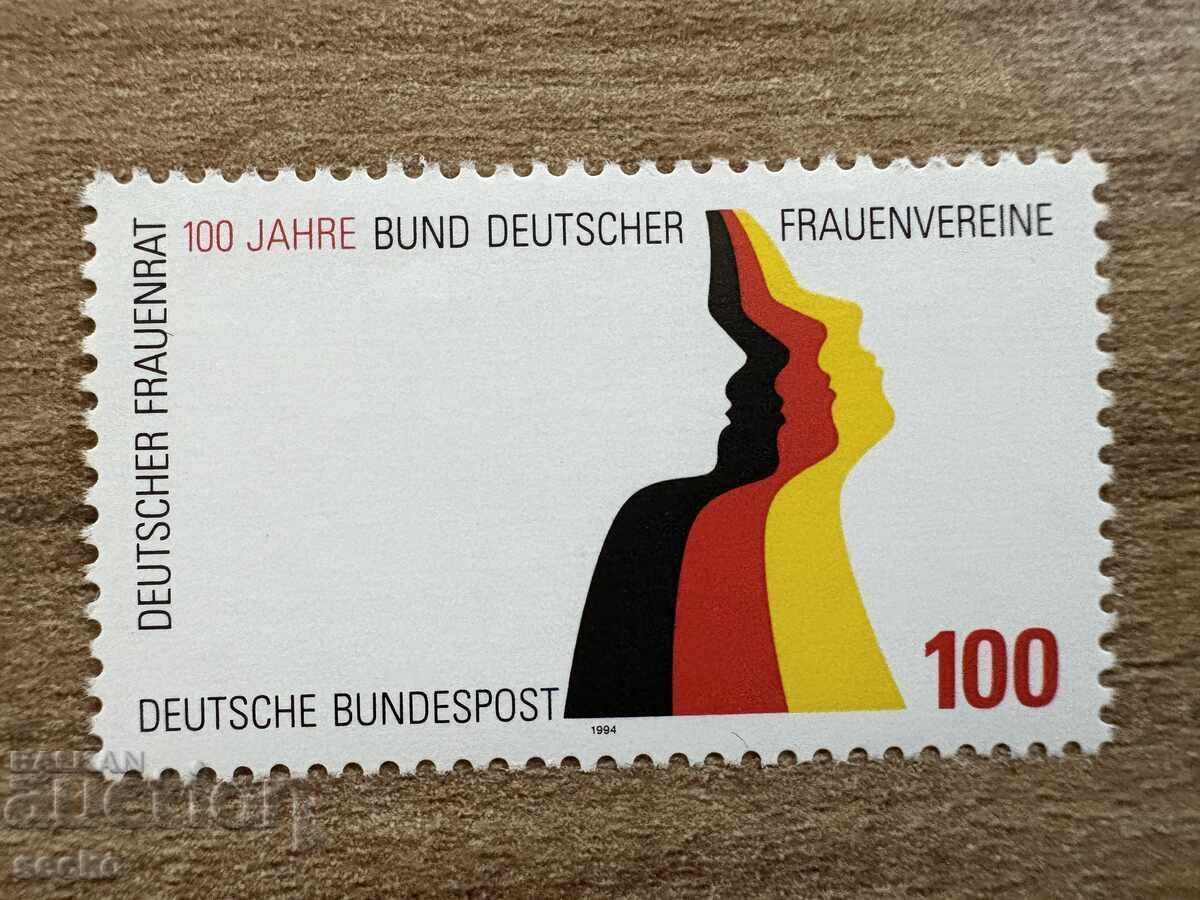 100 JAHRE BUND DEUTSCHER FRAUENVEREINE
DEUTSCHER FRAUENRAT
DEUTSCHE BUNDESPOST
1994
100
BALKAN
auction
secko